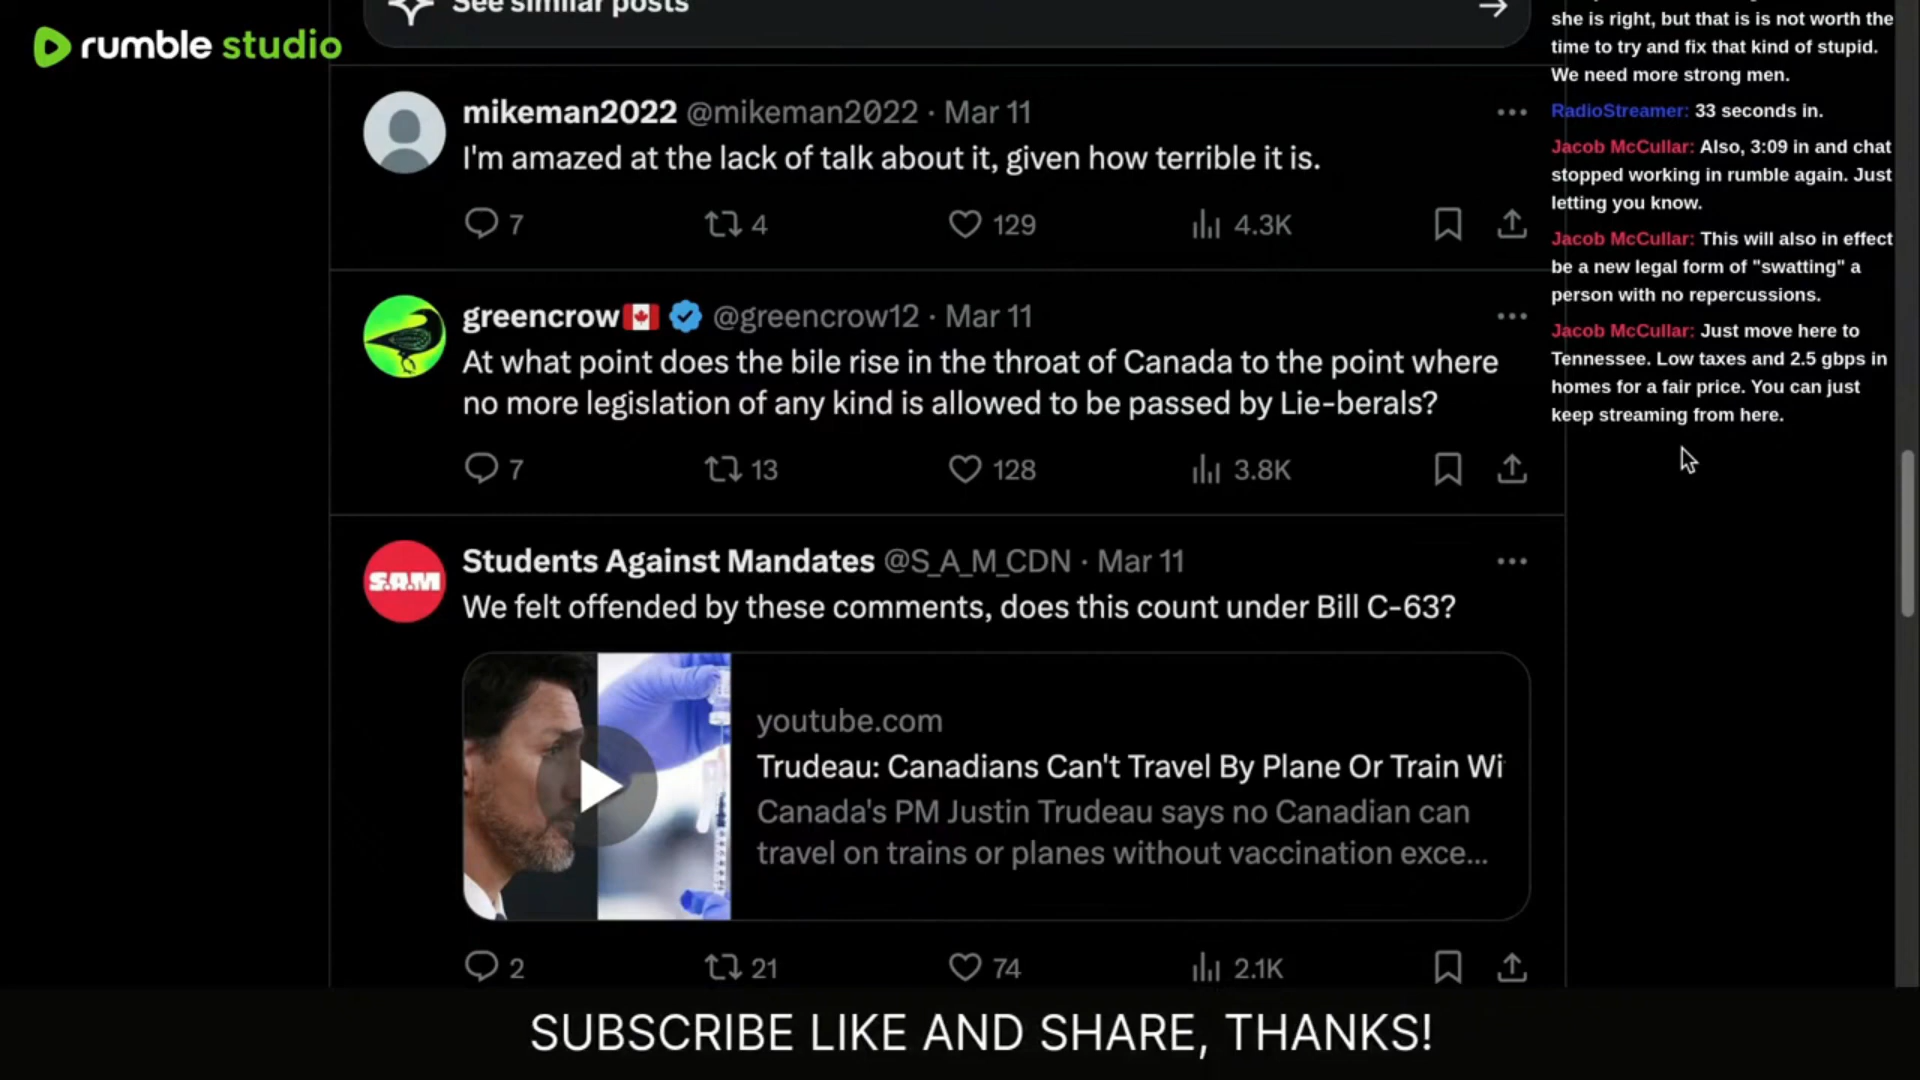 rumble studio
See similar posts
mikeman2022 @mikeman2022 · Mar 11
I'm amazed at the lack of talk about it, given how terrible it is.
7 4 129 4.3K
greencrow @greencrow12 · Mar 11
At what point does the bile rise in the throat of Canada to the point where
no more legislation of any kind is allowed to be passed by Lie-berals?
7 13 128 3.8K
S.A.M
Students Against Mandates @S_A_M_CDN · Mar 11
We felt offended by these comments, does this count under Bill C-63?
youtube.com
Trudeau: Canadians Can't Travel By Plane Or Train Wi
Canada's PM Justin Trudeau says no Canadian can
travel on trains or planes without vaccination exce...
2 21 74 2.1K
she is right, but that is is not worth the
time to try and fix that kind of stupid.
We need more strong men.
RadioStreamer: 33 seconds in.
Jacob McCullar: Also, 3:09 in and chat
stopped working in rumble again. Just
letting you know.
Jacob McCullar: This will also in effect
be a new legal form of "swatting" a
person with no repercussions.
Jacob McCullar: Just move here to
Tennessee. Low taxes and 2.5 gbps in
homes for a fair price. You can just
keep streaming from here.
SUBSCRIBE LIKE AND SHARE, THANKS!